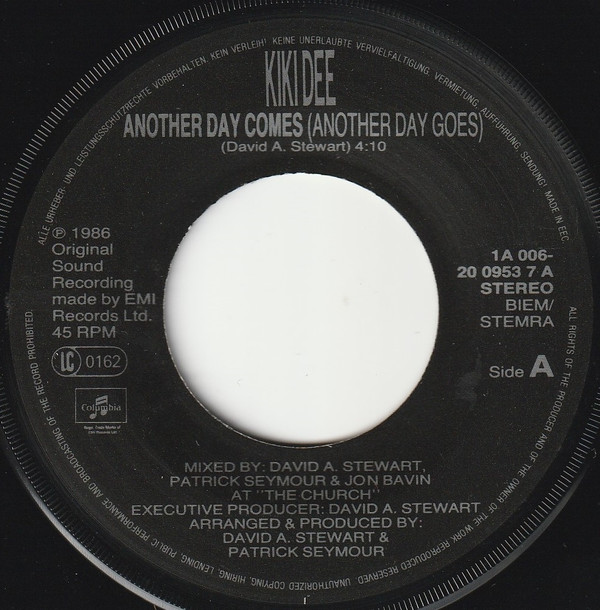 ALLE URHEBER- UND LEISTUNGSSCHUTZRECHTE VORBEHALTEN. KEIN VERLEIH! KEINE UNERLAUBTE VERVIELFÄLTIGUNG, VERMIETUNG, AUFFÜHRUNG, SENDUNG! MADE IN EEC.
KIKI DEE
ANOTHER DAY COMES (ANOTHER DAY GOES)
(David A. Stewart) 4:10
℗ 1986
Original
Sound
Recording
made by EMI
Records Ltd.
45 RPM
LC 0162
Columbia
1A 006-
20 0953 7 A
STEREO
BIEM/
STEMRA
Side A
MIXED BY: DAVID A. STEWART,
PATRICK SEYMOUR & JON BAVIN
AT "THE CHURCH"
EXECUTIVE PRODUCER: DAVID A. STEWART
ARRANGED & PRODUCED BY:
DAVID A. STEWART &
PATRICK SEYMOUR
ALL RIGHTS OF THE PRODUCER AND OF THE OWNER OF THE WORK REPRODUCED RESERVED. UNAUTHORIZED COPYING, HIRING, LENDING, PUBLIC PERFORMANCE AND BROADCASTING OF THE RECORD PROHIBITED.